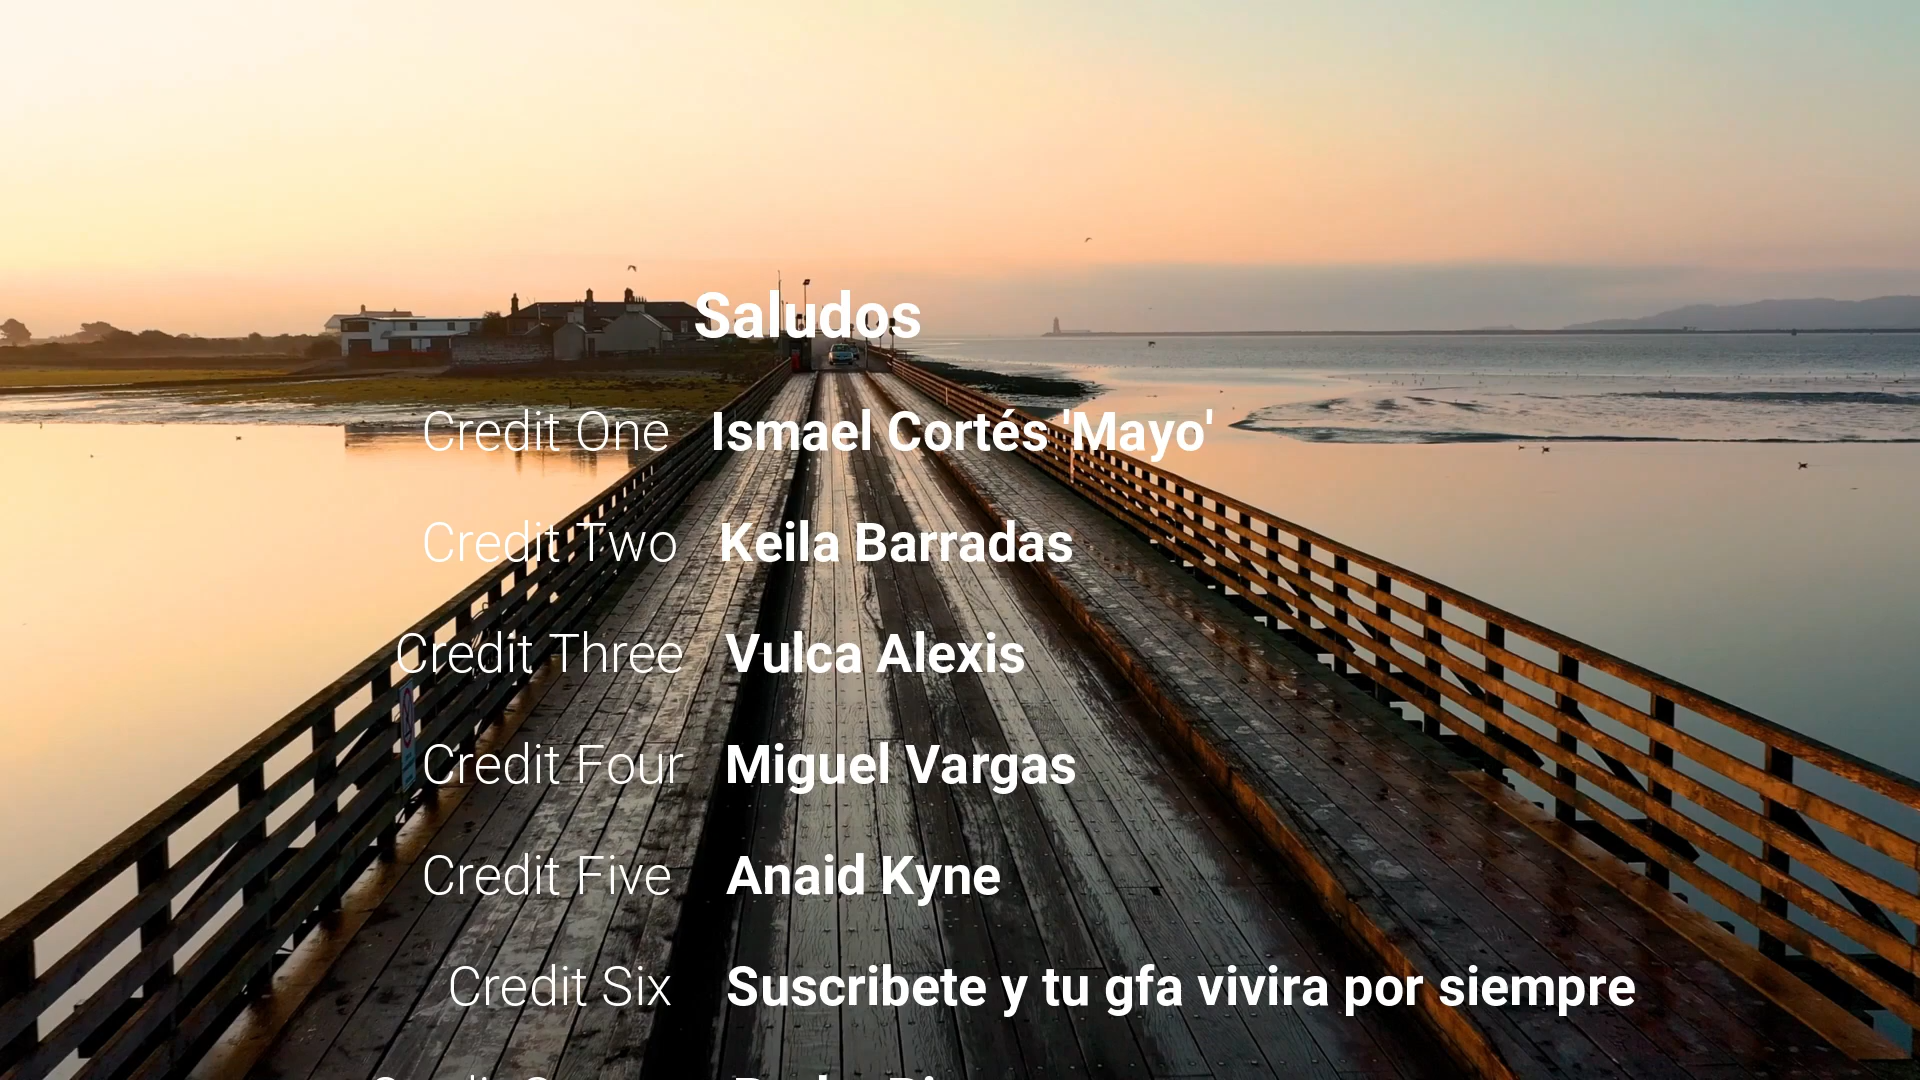 Saludos
Credit One Ismael Cortés 'Mayo'
Credit Two Keila Barradas
Credit Three Vulca Alexis
Credit Four Miguel Vargas
Credit Five Anaid Kyne
Credit Six Suscribete y tu gfa vivira por siempre